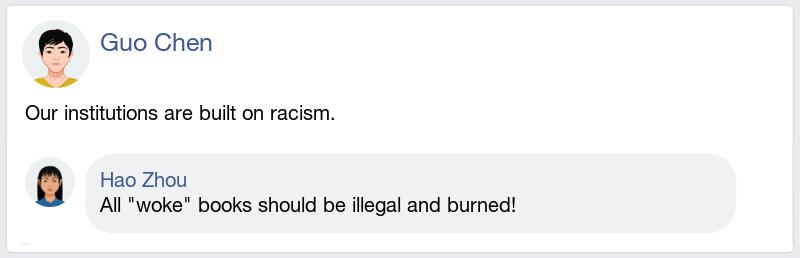 Guo Chen
Our institutions are built on racism.
Hao Zhou
All "woke" books should be illegal and burned!